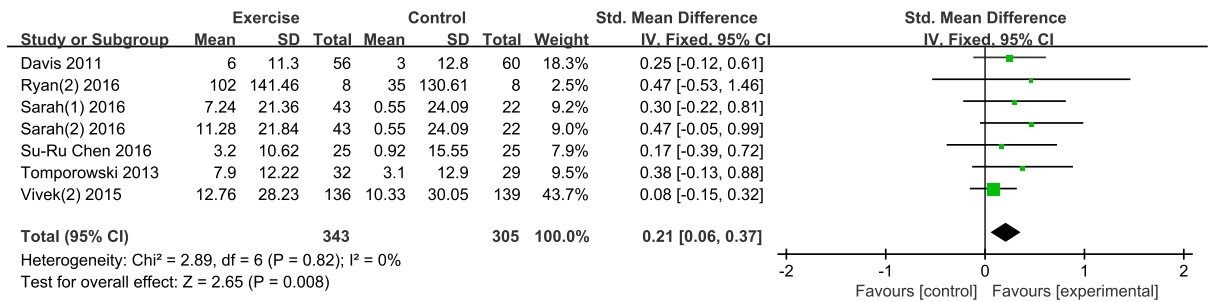 Exercise Control Std. Mean Difference Std. Mean Difference
Study or Subgroup Mean SD Total Mean SD Total Weight IV, Fixed, 95% CI IV, Fixed, 95% CI
Davis 2011 6 11.3 56 3 12.8 60 18.3% 0.25 [-0.12, 0.61]
Ryan(2) 2016 102 141.46 8 35 130.61 8 2.5% 0.47 [-0.53, 1.46]
Sarah(1) 2016 7.24 21.36 43 0.55 24.09 22 9.2% 0.30 [-0.22, 0.81]
Sarah(2) 2016 11.28 21.84 43 0.55 24.09 22 9.0% 0.47 [-0.05, 0.99]
Su-Ru Chen 2016 3.2 10.62 25 0.92 15.55 25 7.9% 0.17 [-0.39, 0.72]
Tomporowski 2013 7.9 12.22 32 3.1 12.9 29 9.5% 0.38 [-0.13, 0.88]
Vivek(2) 2015 12.76 28.23 136 10.33 30.05 139 43.7% 0.08 [-0.15, 0.32]
Total (95% CI) 343 305 100.0% 0.21 [0.06, 0.37]
Heterogeneity: Chi² = 2.89, df = 6 (P = 0.82); I² = 0%
Test for overall effect: Z = 2.65 (P = 0.008)
-2 -1 0 1 2
Favours [control] Favours [experimental]